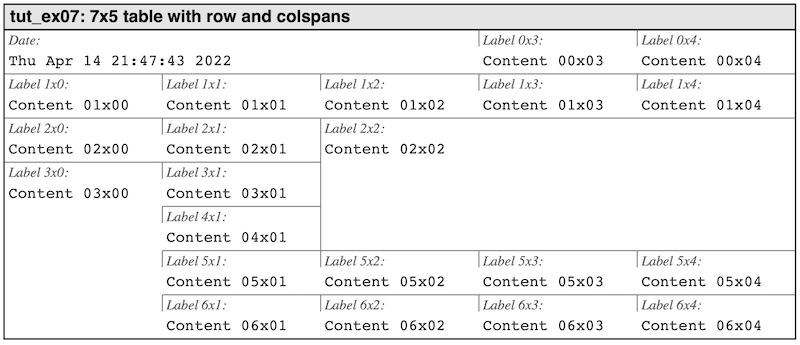 tut_ex07: 7x5 table with row and colspans
Date: Label 0x3: Label 0x4:
Thu Apr 14 21:47:43 2022 Content 00x03 Content 00x04
Label 1x0: Label 1x1: Label 1x2: Label 1x3: Label 1x4:
Content 01x00 Content 01x01 Content 01x02 Content 01x03 Content 01x04
Label 2x0: Label 2x1: Label 2x2:
Content 02x00 Content 02x01 Content 02x02
Label 3x0: Label 3x1:
Content 03x00 Content 03x01
Label 4x1:
Content 04x01
Label 5x1: Label 5x2: Label 5x3: Label 5x4:
Content 05x01 Content 05x02 Content 05x03 Content 05x04
Label 6x1: Label 6x2: Label 6x3: Label 6x4:
Content 06x01 Content 06x02 Content 06x03 Content 06x04